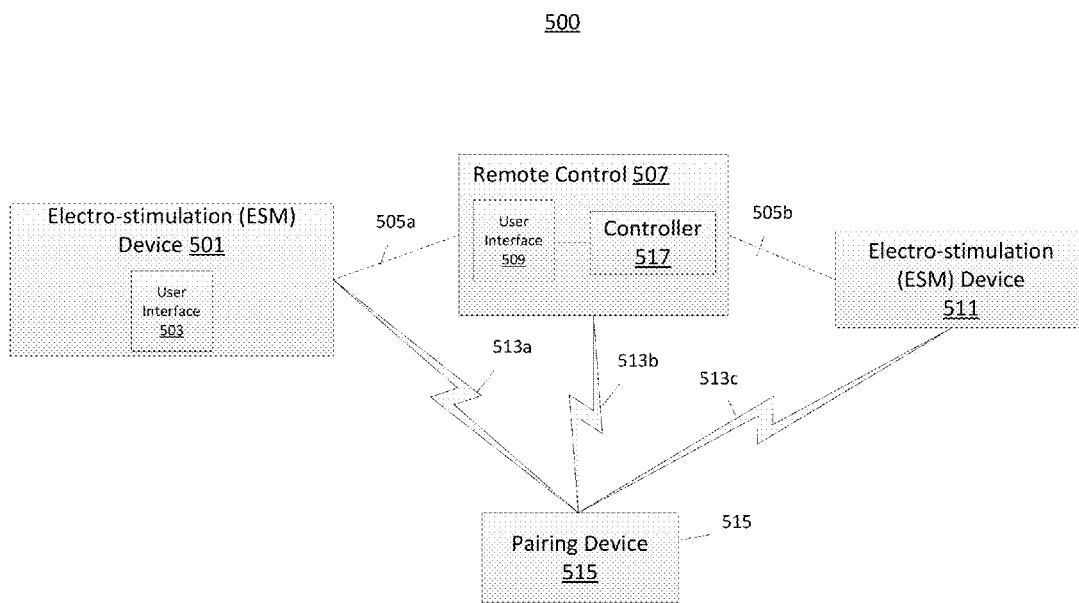 500
Remote Control 507
505a
505b
Electro-stimulation (ESM)
Device 501
User
Interface
509
Controller
517
Electro-stimulation
(ESM) Device
511
User
Interface
503
513a
513b
513c
515
Pairing Device
515